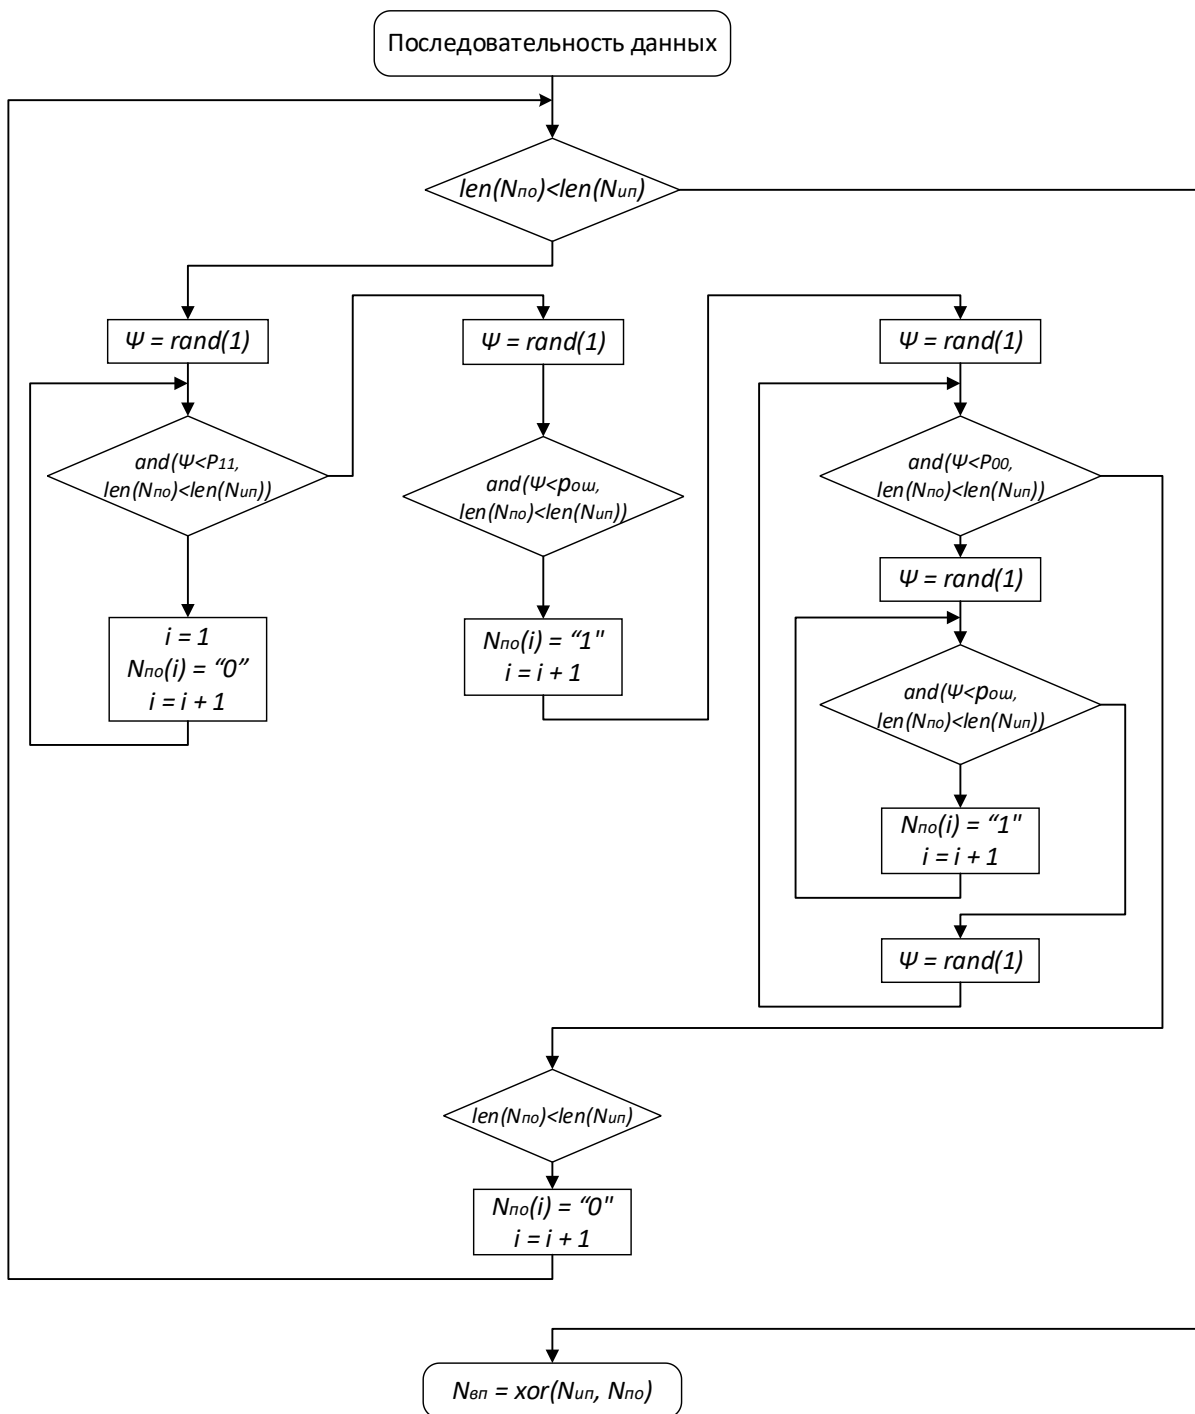 Последовательность данных
len(Nпо)<len(Nип)
Ψ = rand(1)
Ψ = rand(1)
Ψ = rand(1)
and(Ψ<P11,
len(Nпо)<len(Nип))
and(Ψ<pош,
len(Nпо)<len(Nип))
and(Ψ<P00,
len(Nпо)<len(Nип))
Ψ = rand(1)
i = 1
Nпо(i) = “0”
i = i + 1
Nпо(i) = “1"
i = i + 1
and(Ψ<pош,
len(Nпо)<len(Nип))
Nпо(i) = “1"
i = i + 1
Ψ = rand(1)
len(Nпо)<len(Nип)
Nпо(i) = “0"
i = i + 1
Nвп = xor(Nип, Nпо)